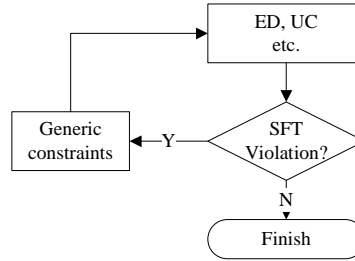 ED, UC
etc.
SFT
Violation?
Y
Generic
constraints
N
Finish